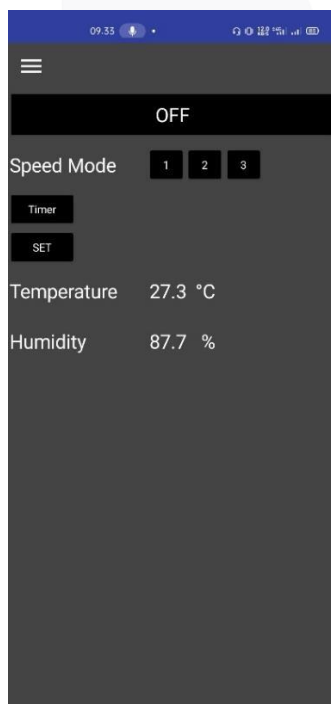 09.33
OFF
Speed Mode 1 2 3
Timer
SET
Temperature 27.3 °C
Humidity 87.7 %